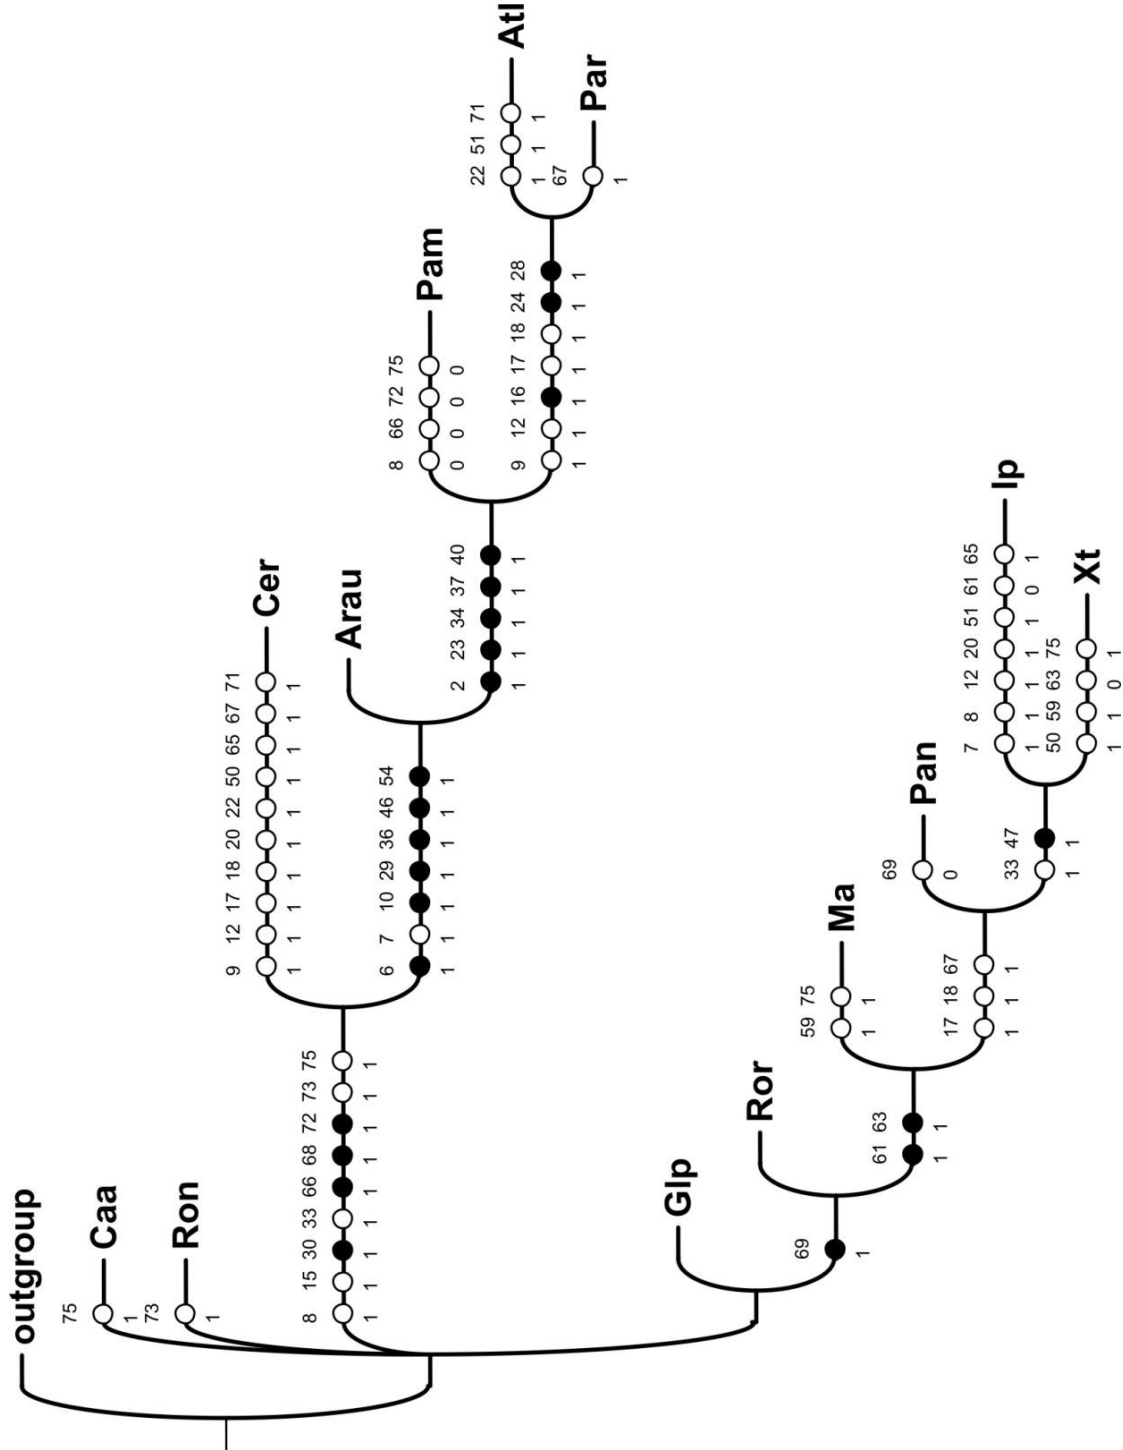 outgroup
75
Caa
1
73
Ron
1
8 15 30 33 66 68 72 73 75
1 1 1 1 1 1 1 1 1
9 12 17 18 20 22 50 65 67 71
Cer
1 1 1 1 1 1 1 1 1 1
6 7 10 29 36 46 54
1 1 1 1 1 1 1
Arau
2 23 34 37 40
1 1 1 1 1
8 66 72 75
Pam
0 0 0 0
9 12 16 17 18 24 28
1 1 1 1 1 1 1
22 51 71
Atl
1 1 1
67
Par
1
Glp
69
1
Ror
61 63
1 1
59 75
Ma
1 1
17 18 67
1 1 1
69
Pan
0
33 47
1 1
7 8 12 20 51 61 65
Ip
1 1 1 1 1 0 1
50 59 63 75
Xt
1 1 0 1